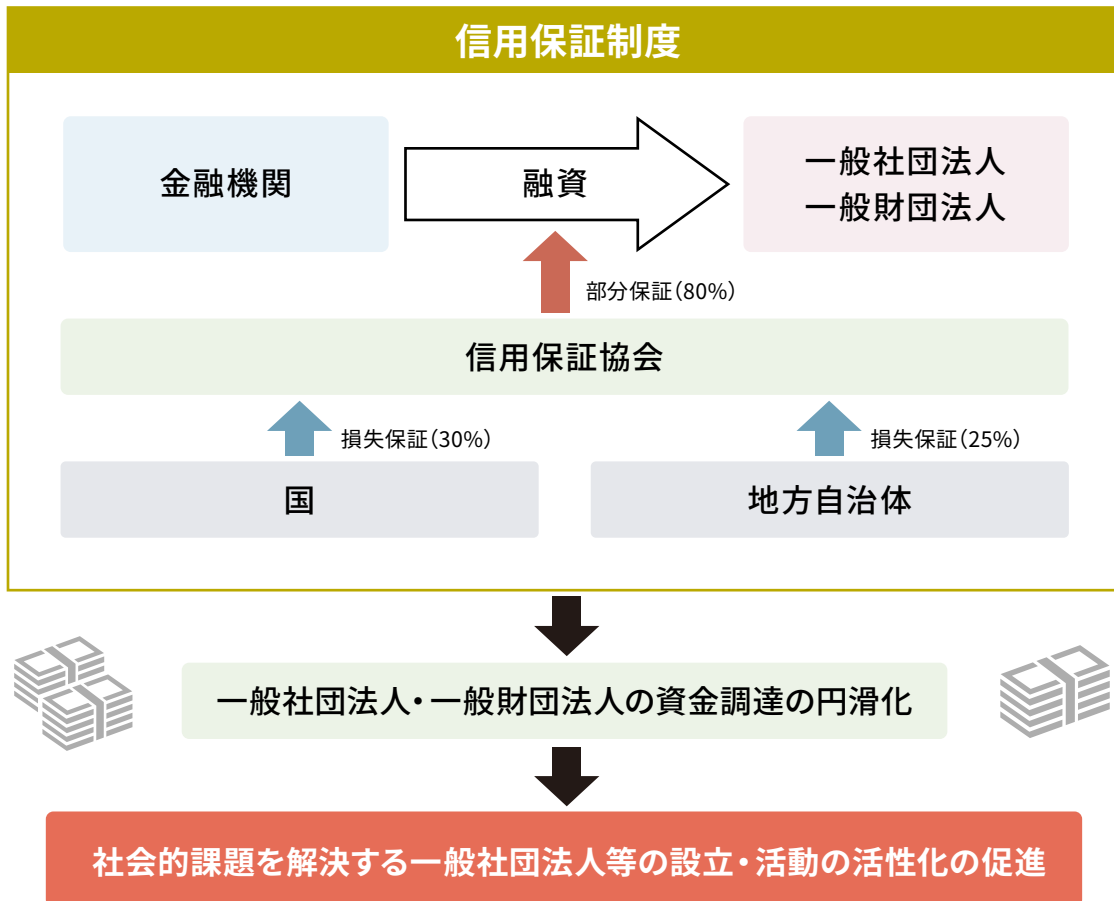 信用保証制度
金融機関
融資
一般社団法人
一般財団法人
部分保証(80%)
信用保証協会
損失保証(30%)
損失保証(25%)
国
地方自治体
一般社団法人・一般財団法人の資金調達の円滑化
社会的課題を解決する一般社団法人等の設立・活動の活性化の促進